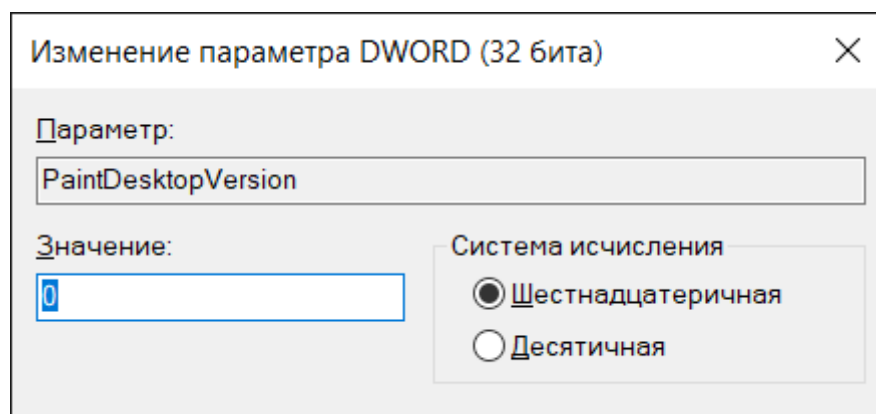 Изменение параметра DWORD (32 бита)
Параметр:
PaintDesktopVersion
Значение:
0
Система исчисления
Шестнадцатеричная
Десятичная